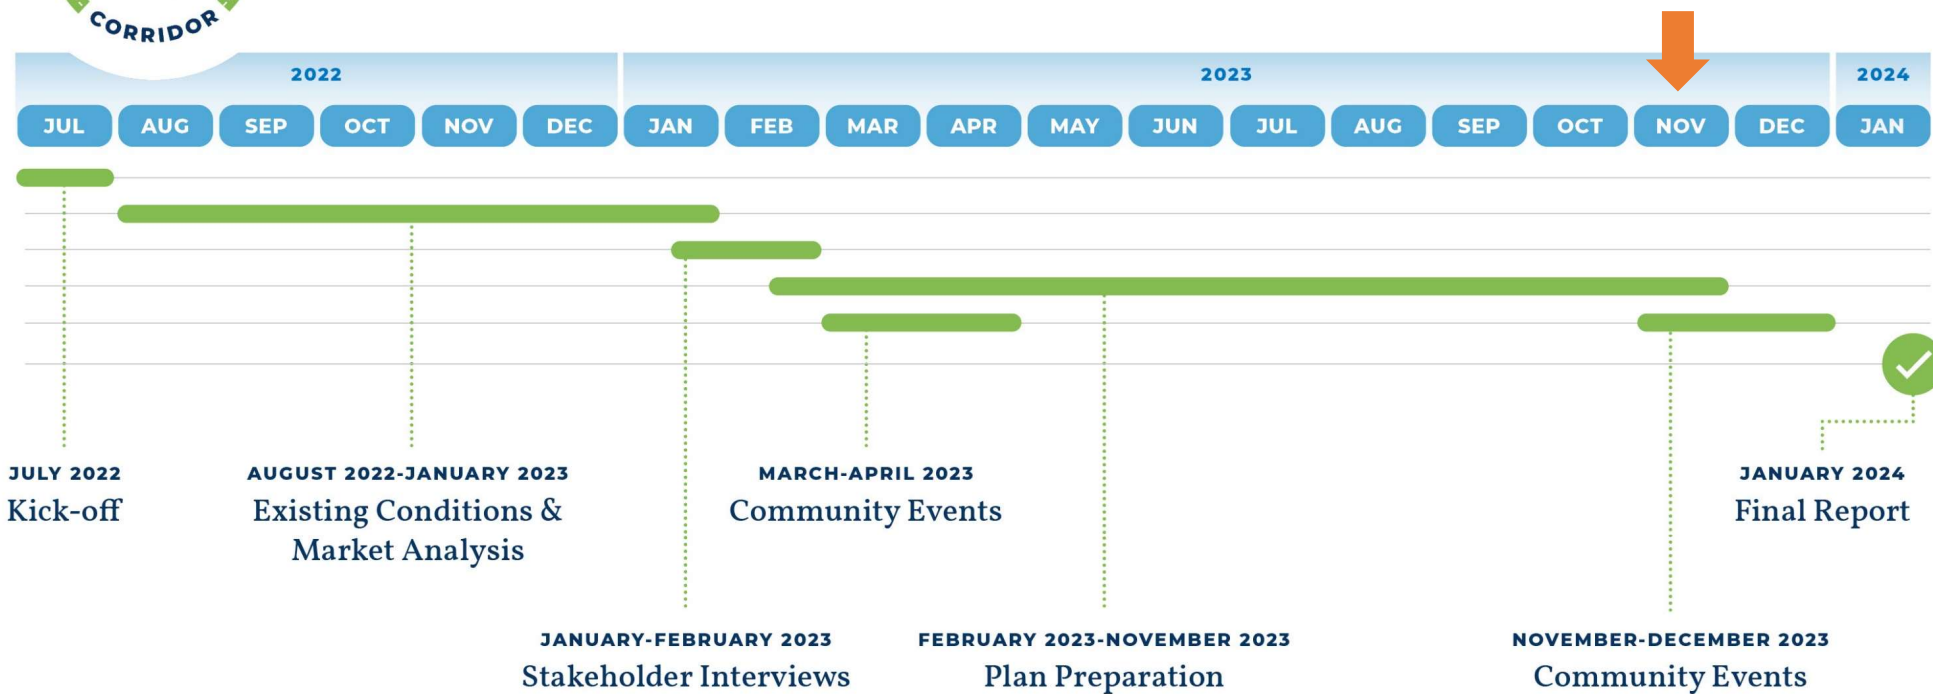 CORRIDOR
2022 2023 2024
JUL AUG SEP OCT NOV DEC JAN FEB MAR APR MAY JUN JUL AUG SEP OCT NOV DEC JAN
JULY 2022
Kick-off
AUGUST 2022-JANUARY 2023
Existing Conditions &
Market Analysis
MARCH-APRIL 2023
Community Events
JANUARY 2024
Final Report
JANUARY-FEBRUARY 2023
Stakeholder Interviews
FEBRUARY 2023-NOVEMBER 2023
Plan Preparation
NOVEMBER-DECEMBER 2023
Community Events